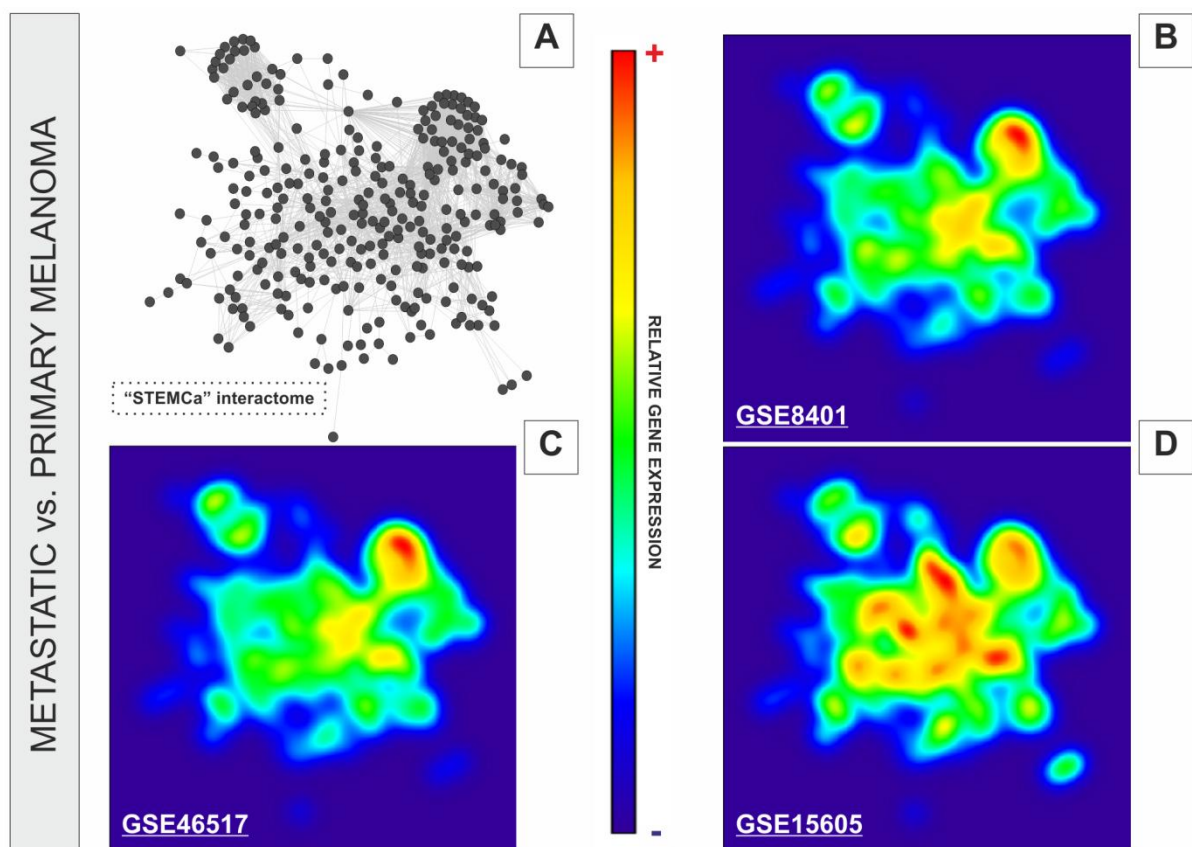 METASTATIC vs. PRIMARY MELANOMA
A
"STEMCa" interactome
+
RELATIVE GENE EXPRESSION
-
B
GSE8401
C
GSE46517
D
GSE15605